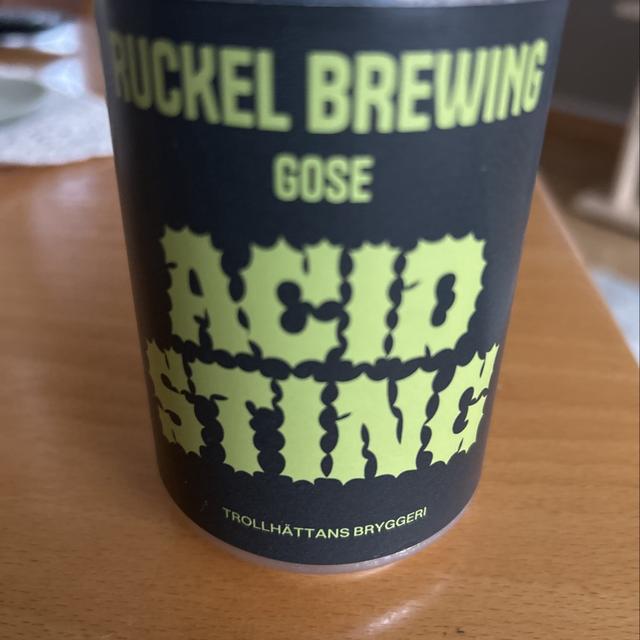 RUCKEL BREWING
GOSE
ACID
STING
TROLLHÄTTANS BRYGGERI